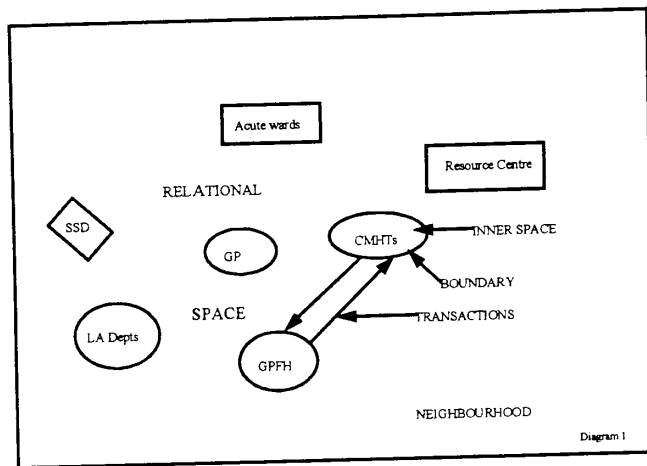 Acute wards
Resource Centre
RELATIONAL
SSD
CMHTs
INNER SPACE
GP
BOUNDARY
SPACE
TRANSACTIONS
LA Depts
GPFH
NEIGHBOURHOOD
Diagram 1